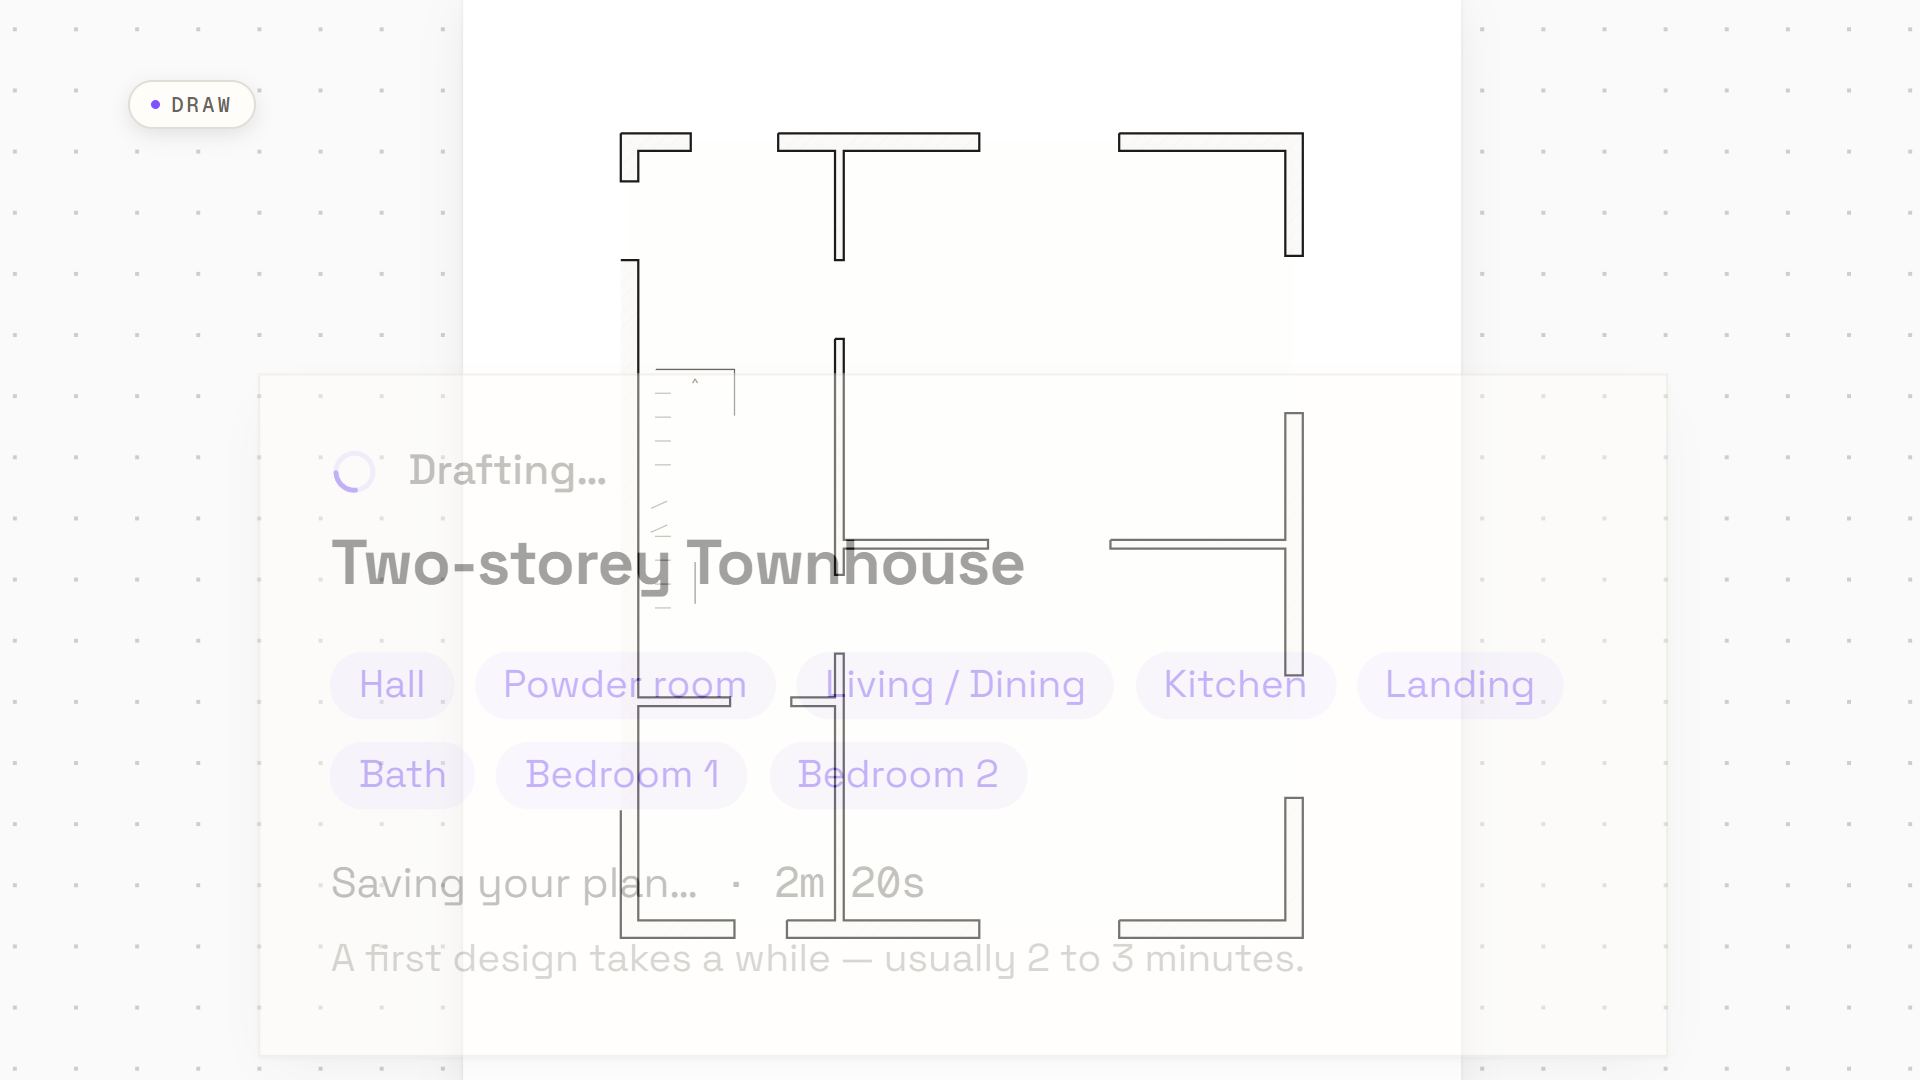 DRAW
Drafting...
Two-storey Townhouse
Hall Powder room Living / Dining Kitchen Landing
Bath Bedroom 1 Bedroom 2
Saving your plan... · 2m 20s
A first design takes a while — usually 2 to 3 minutes.